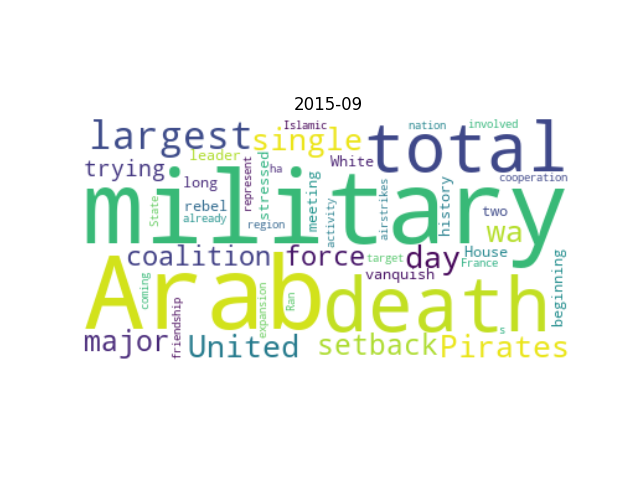 2015-09
largest
single
Islamic
nation
involved
total
trying
leader
represent
stressed
ha
White
cooperation
military
long
rebel
already
State
region
meeting
activity
airstrikes
history
two
wa
coalition
force
day
target
House
France
vanquish
Arab
death
coming
friendship
expansion
Ran
beginning
s
major
United
setback
Pirates